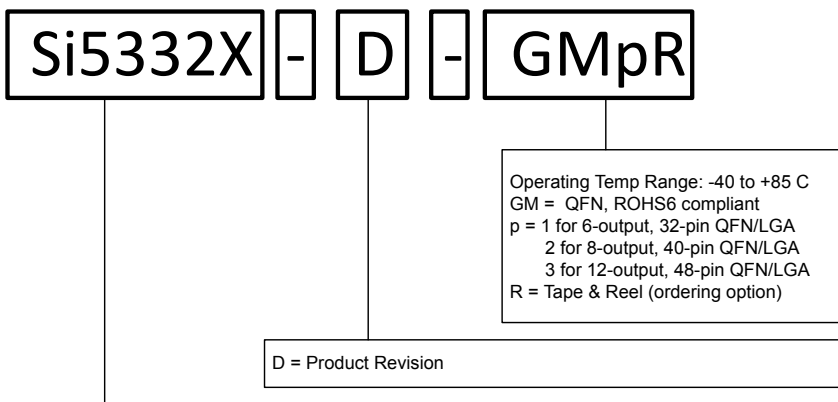 Si5332X - D - GMpR
Operating Temp Range: -40 to +85 C
GM = QFN, ROHS6 compliant
p = 1 for 6-output, 32-pin QFN/LGA
2 for 8-output, 40-pin QFN/LGA
3 for 12-output, 48-pin QFN/LGA
R = Tape & Reel (ordering option)
D = Product Revision